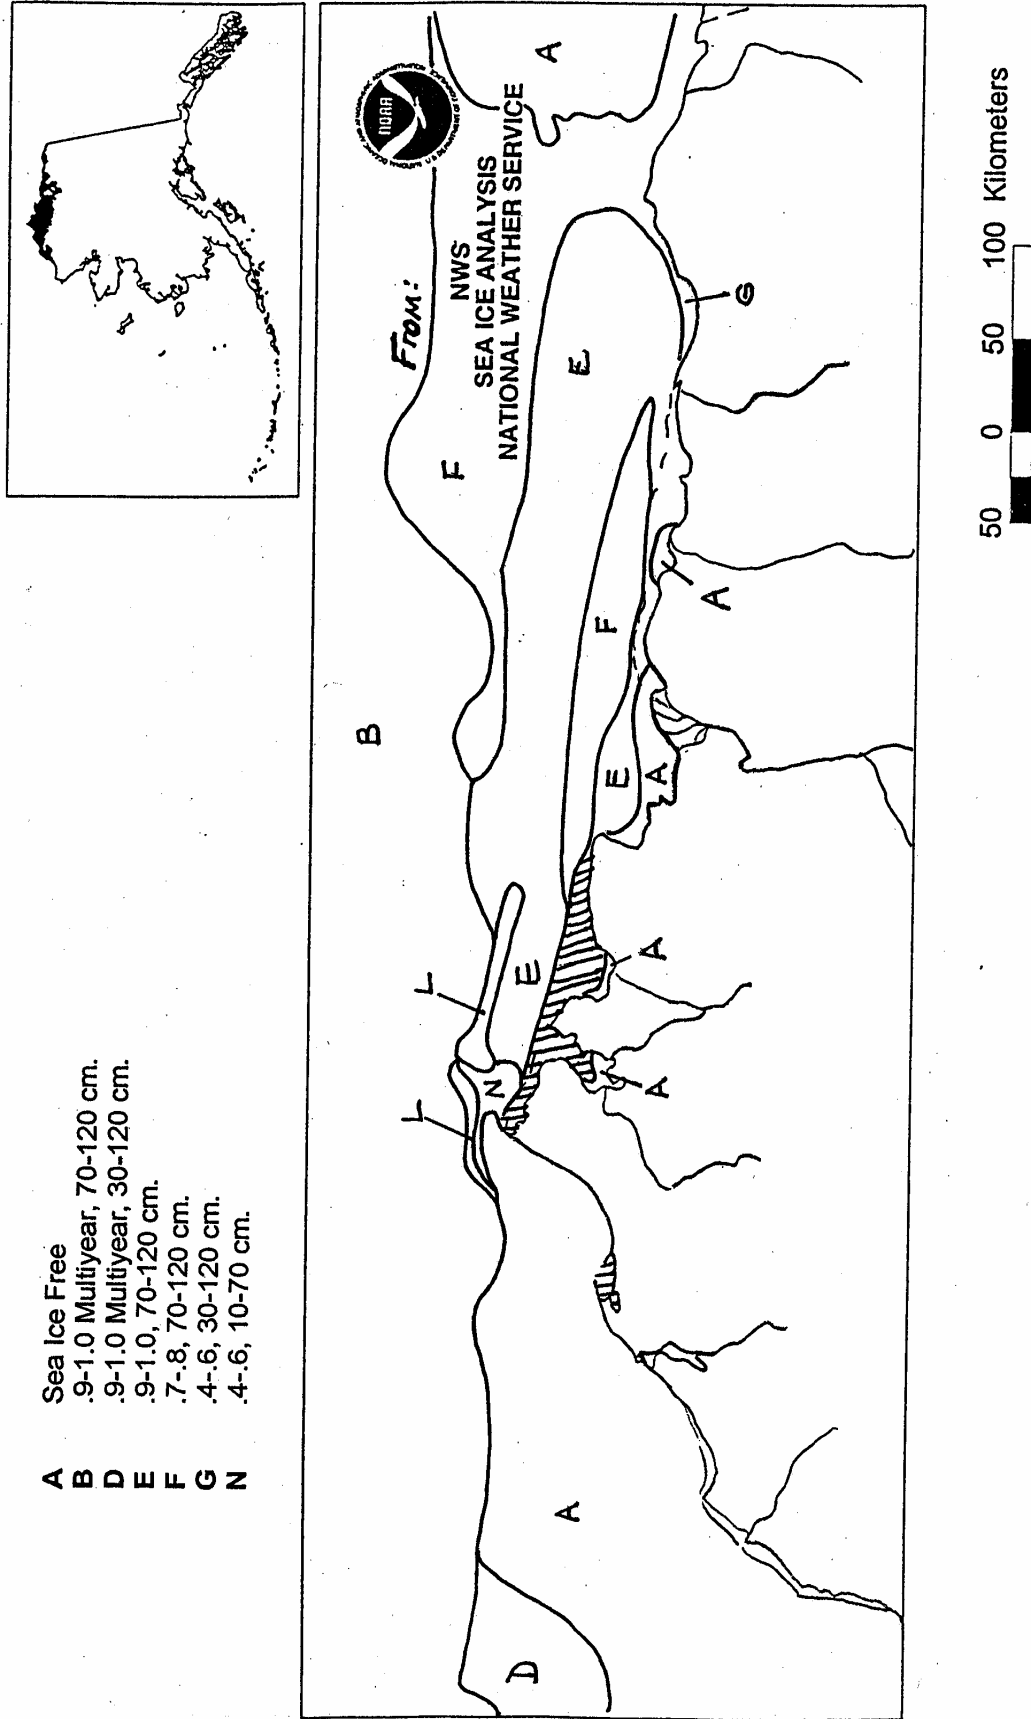 A Sea Ice Free
B .9-1.0 Multiyear, 70-120 cm.
D .9-1.0 Multiyear, 30-120 cm.
E .9-1.0, 70-120 cm.
F .7-.8, 70-120 cm.
G .4-.6, 30-120 cm.
N .4-.6, 10-70 cm.
From:
NOAA
NWS
SEA ICE ANALYSIS
NATIONAL WEATHER SERVICE
B
F
A
L
L
N
E
E
F
E
A
G
A
A
A
A
D
50 0 50 100 Kilometers